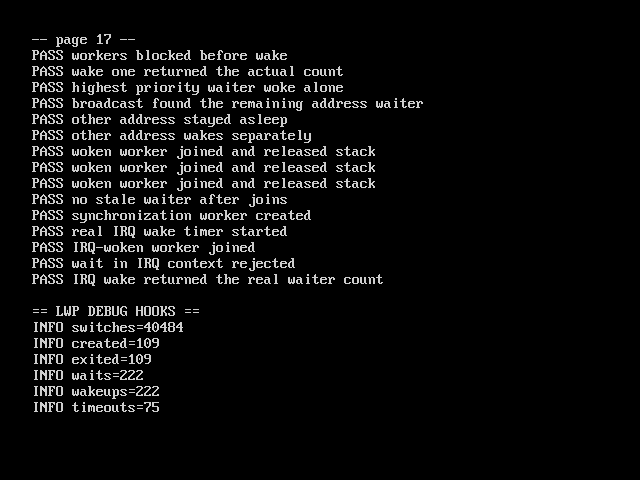 -- page 17 --
PASS workers blocked before wake
PASS wake one returned the actual count
PASS highest priority waiter woke alone
PASS broadcast found the remaining address waiter
PASS other address stayed asleep
PASS other address wakes separately
PASS woken worker joined and released stack
PASS woken worker joined and released stack
PASS woken worker joined and released stack
PASS no stale waiter after joins
PASS synchronization worker created
PASS real IRQ wake timer started
PASS IRQ-woken worker joined
PASS wait in IRQ context rejected
PASS IRQ wake returned the real waiter count
== LWP DEBUG HOOKS ==
INFO switches=40484
INFO created=109
INFO exited=109
INFO waits=222
INFO wakeups=222
INFO timeouts=75